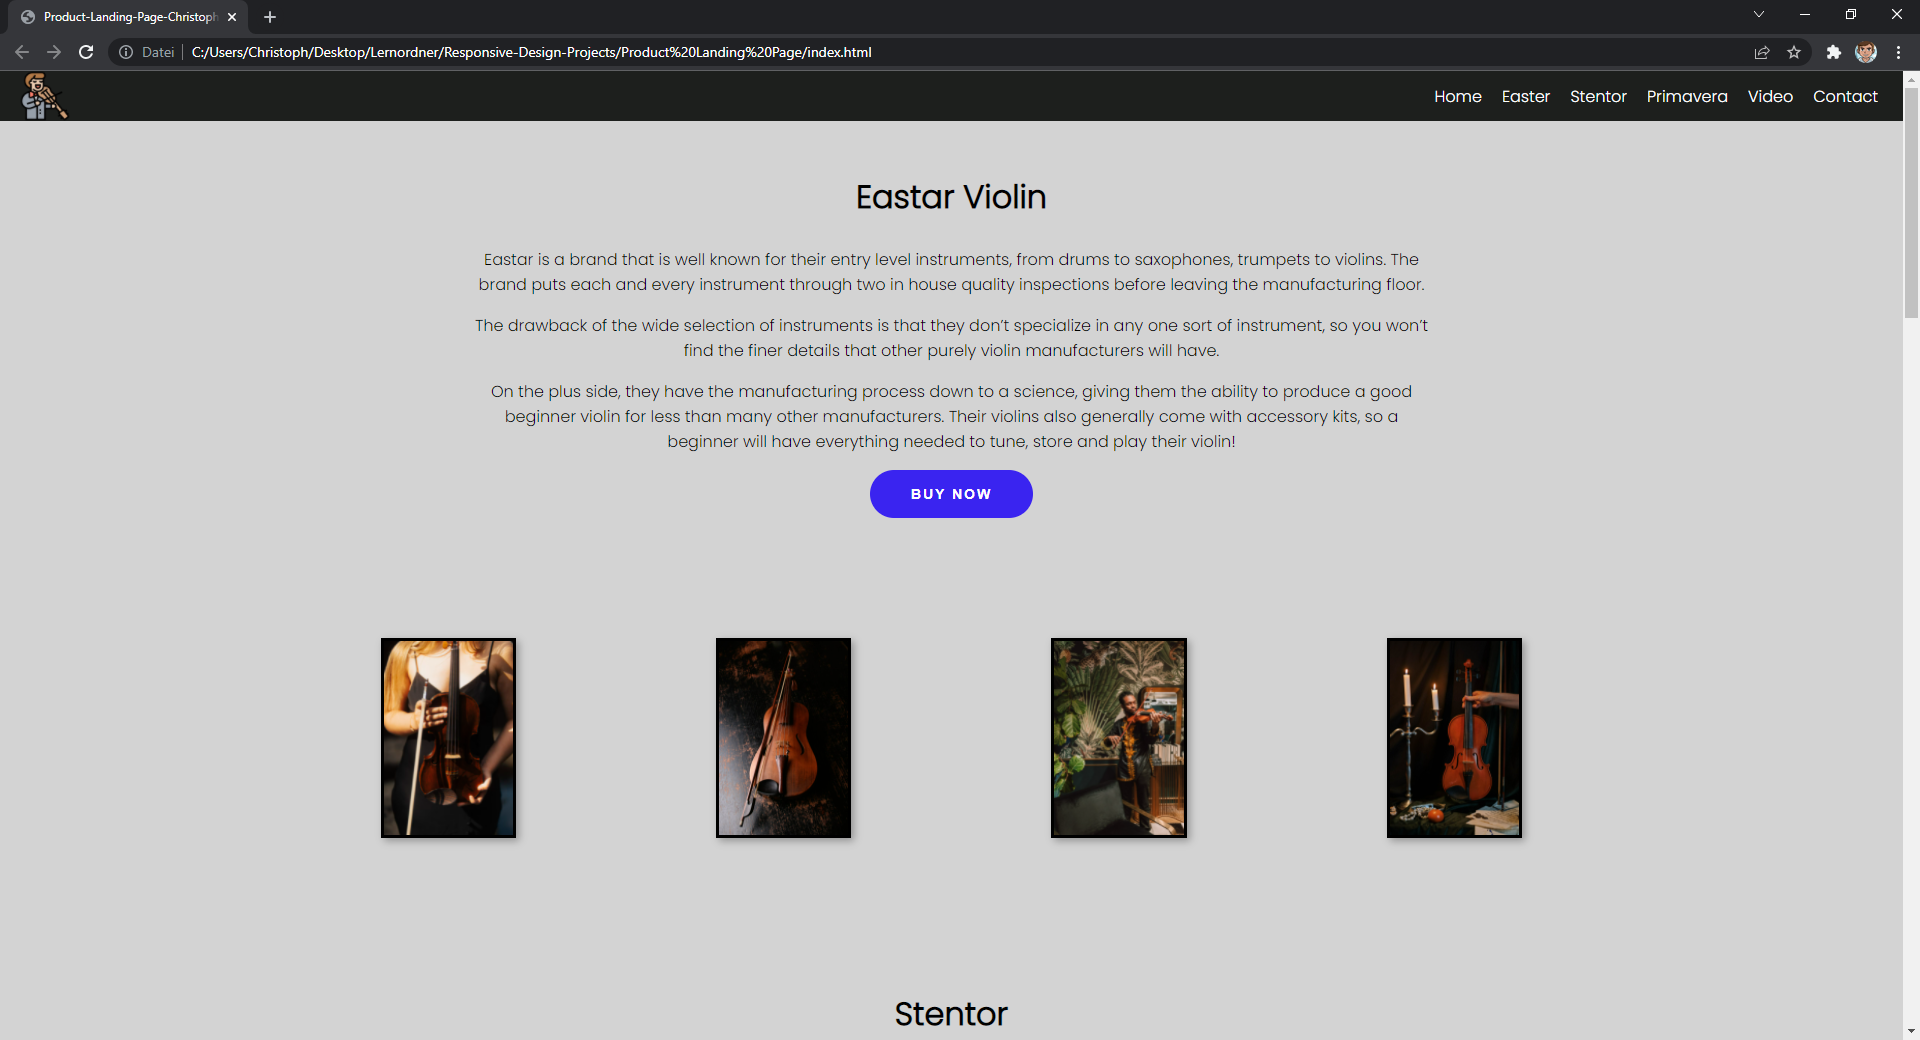 Product-Landing-Page-Christoph
Datei
C:/Users/Christoph/Desktop/Lernordner/Responsive-Design-Projects/Product%20Landing%20Page/index.html
Home Easter Stentor Primavera Video Contact
Eastar Violin
Eastar is a brand that is well known for their entry level instruments, from drums to saxophones, trumpets to violins. The
brand puts each and every instrument through two in house quality inspections before leaving the manufacturing floor.
The drawback of the wide selection of instruments is that they don’t specialize in any one sort of instrument, so you won’t
find the finer details that other purely violin manufacturers will have.
On the plus side, they have the manufacturing process down to a science, giving them the ability to produce a good
beginner violin for less than many other manufacturers. Their violins also generally come with accessory kits, so a
beginner will have everything needed to tune, store and play their violin!
BUY NOW
Stentor